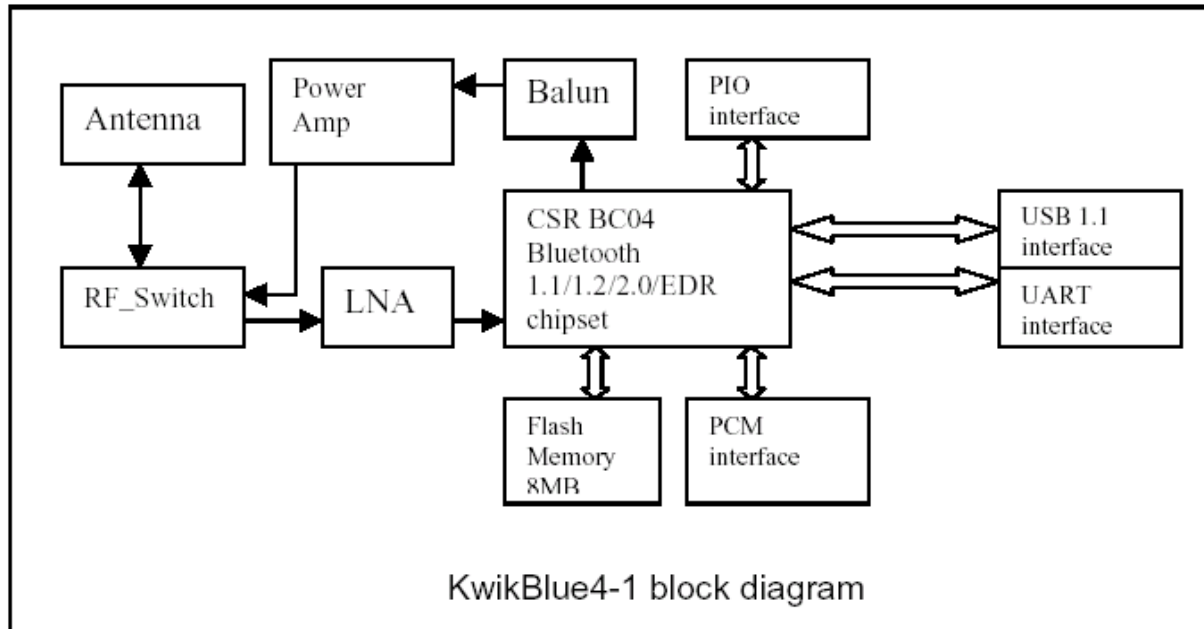 Antenna
Power
Amp
Balun
PIO
interface
RF_Switch
LNA
CSR BC04
Bluetooth
1.1/1.2/2.0/EDR
chipset
USB 1.1
interface
UART
interface
Flash
Memory
8MB
PCM
interface
KwikBlue4-1 block diagram